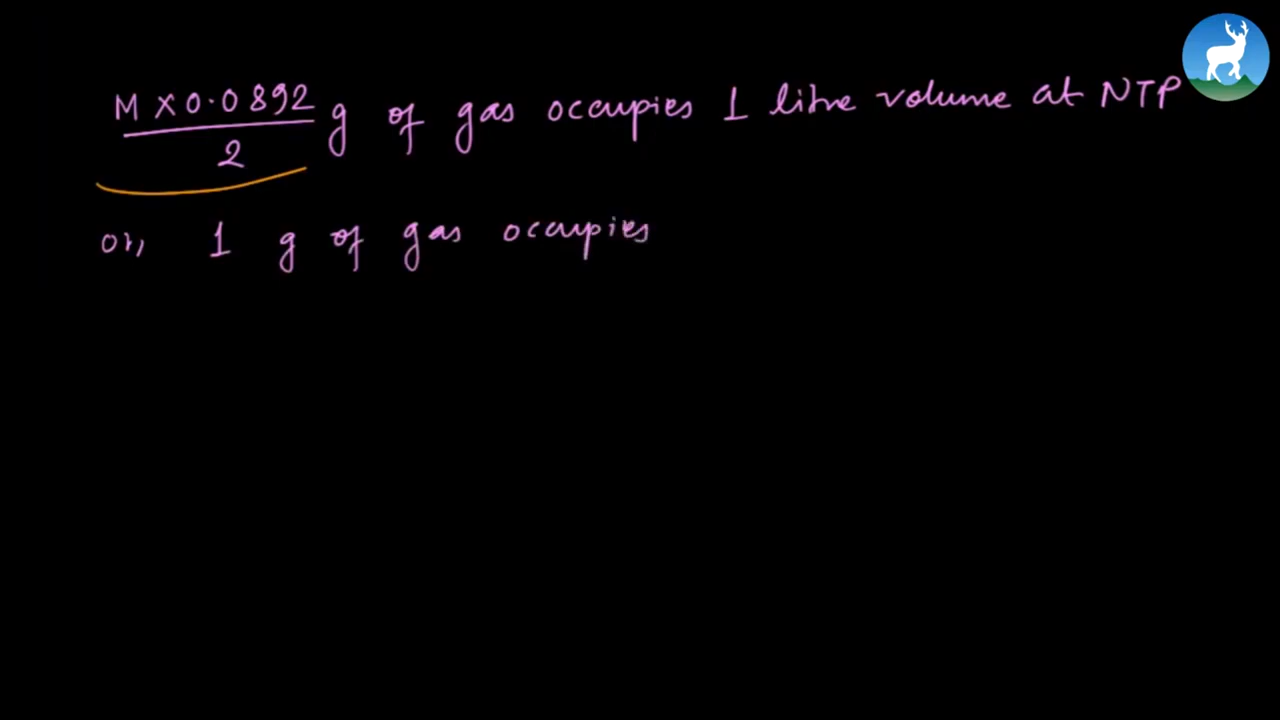 M × 0.0892 / 2 g of gas occupies 1 litre volume at NTP
or, 1 g of gas occupies